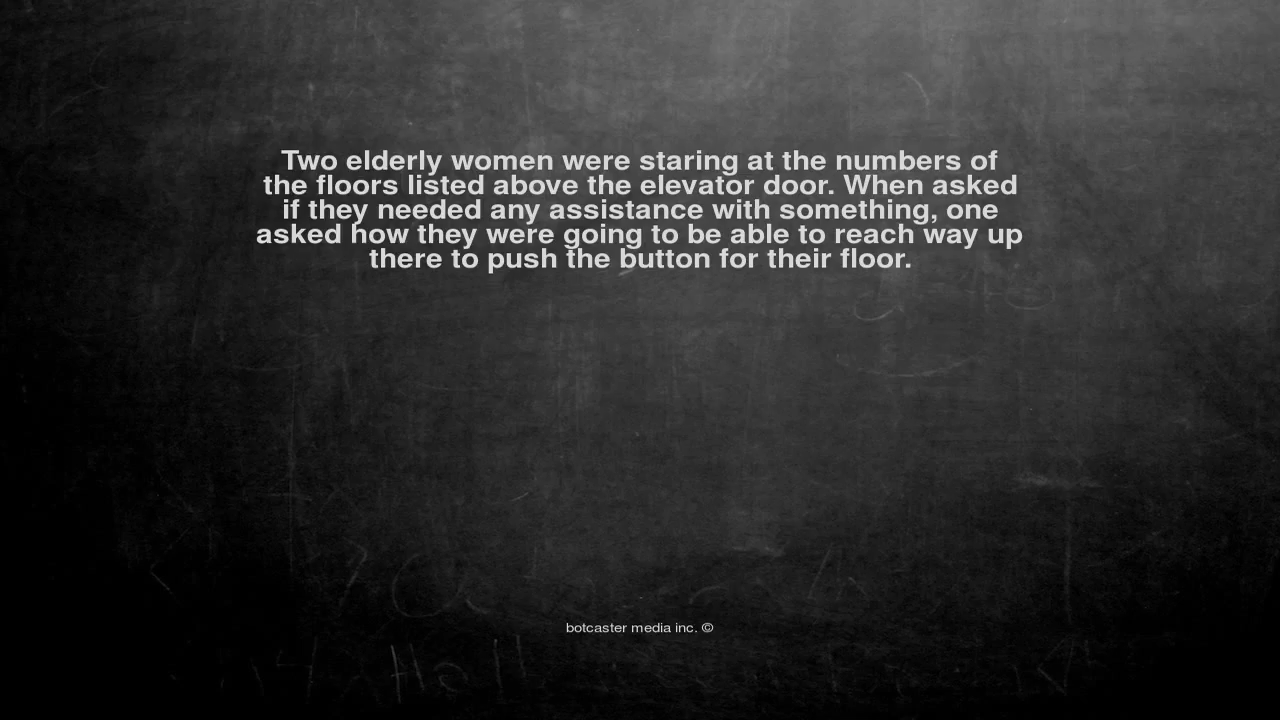 Two elderly women were staring at the numbers of
the floors listed above the elevator door. When asked
if they needed any assistance with something, one
asked how they were going to be able to reach way up
there to push the button for their floor.
botcaster media inc. ©